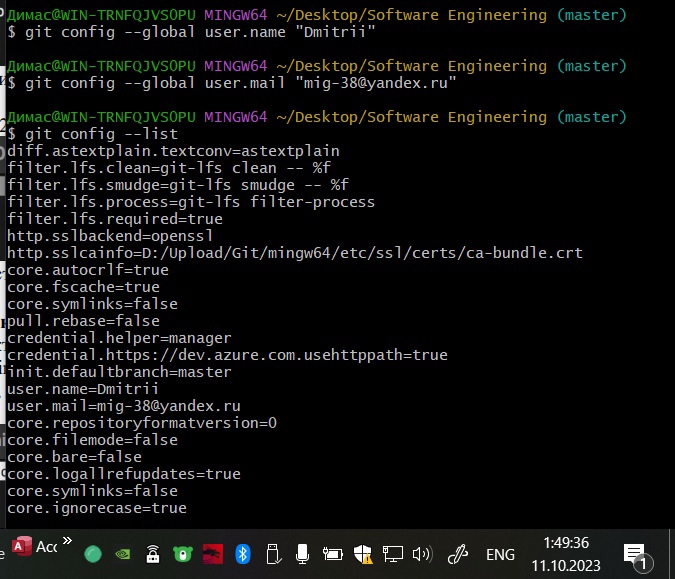 Димас@WIN-TRNFQJVSOPU MINGW64 ~/Desktop/Software Engineering (master)
$ git config --global user.name "Dmitrii"
Димас@WIN-TRNFQJVSOPU MINGW64 ~/Desktop/Software Engineering (master)
$ git config --global user.mail "mig-38@yandex.ru"
Димас@WIN-TRNFQJVSOPU MINGW64 ~/Desktop/Software Engineering (master)
$ git config --list
diff.astextplain.textconv=astextplain
filter.lfs.clean=git-lfs clean -- %f
filter.lfs.smudge=git-lfs smudge -- %f
filter.lfs.process=git-lfs filter-process
filter.lfs.required=true
http.sslbackend=openssl
http.sslcainfo=D:/Upload/Git/mingw64/etc/ssl/certs/ca-bundle.crt
core.autocrlf=true
core.fscache=true
core.symlinks=false
pull.rebase=false
credential.helper=manager
credential.https://dev.azure.com.usehttppath=true
init.defaultbranch=master
user.name=Dmitrii
user.mail=mig-38@yandex.ru
core.repositoryformatversion=0
core.filemode=false
core.bare=false
core.logallrefupdates=true
core.symlinks=false
core.ignorecase=true
Acc » ENG 1:49:36
11.10.2023
1